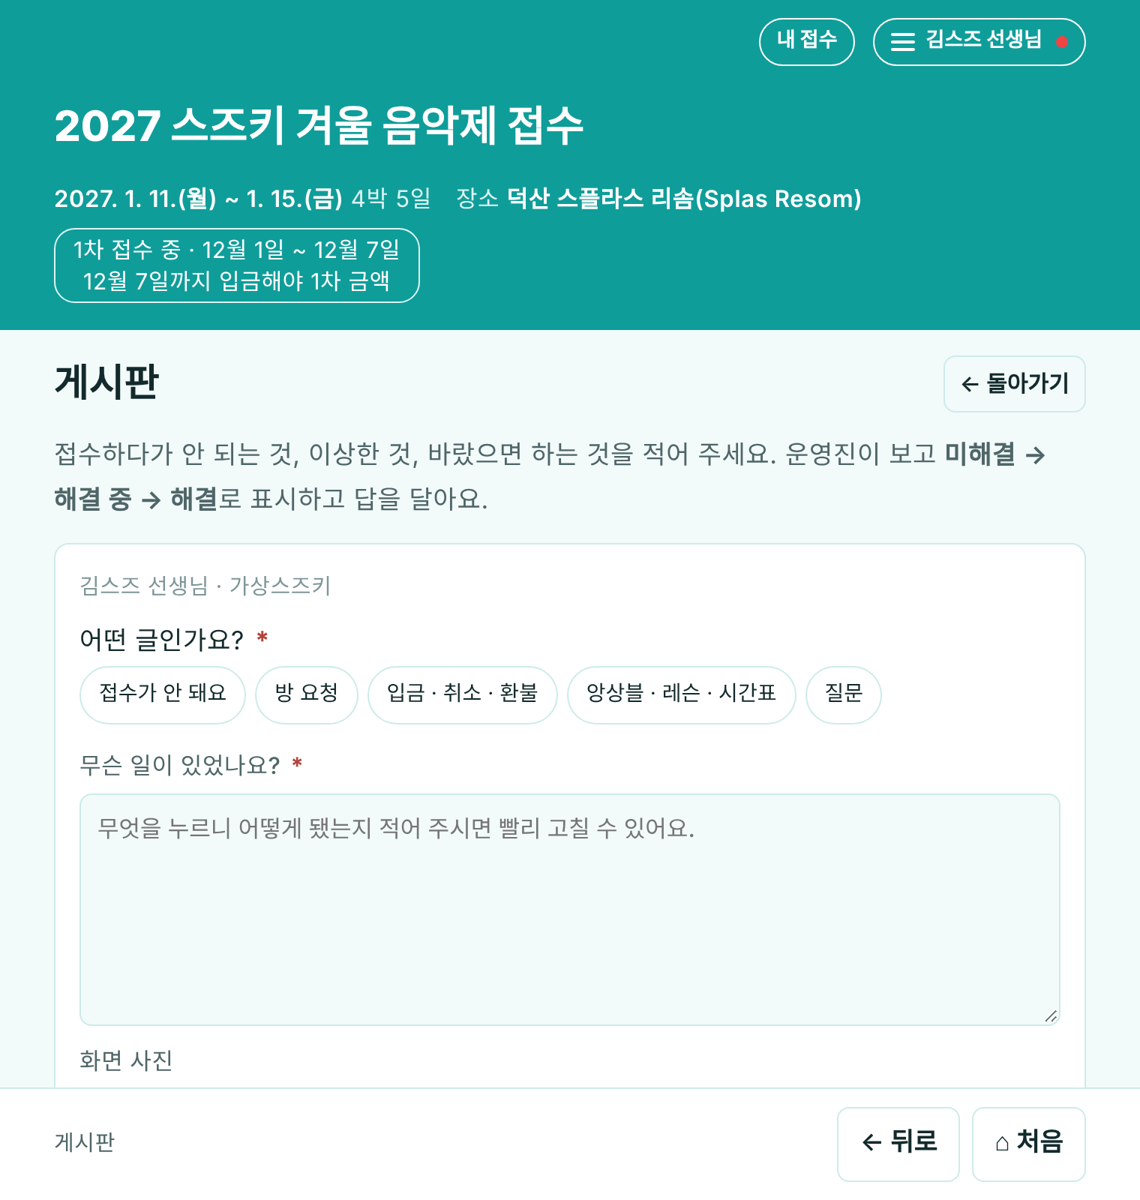 내 접수
김스즈 선생님
2027 스즈키 겨울 음악제 접수
2027. 1. 11.(월) ~ 1. 15.(금) 4박 5일 장소 덕산 스플라스 리솜(Splas Resom)
1차 접수 중 · 12월 1일 ~ 12월 7일
12월 7일까지 입금해야 1차 금액
게시판
← 돌아가기
접수하다가 안 되는 것, 이상한 것, 바랐으면 하는 것을 적어 주세요. 운영진이 보고 미해결 →
해결 중 → 해결로 표시하고 답을 달아요.
김스즈 선생님 · 가상스즈키
어떤 글인가요? *
접수가 안 돼요
방 요청
입금 · 취소 · 환불
앙상블 · 레슨 · 시간표
질문
무슨 일이 있었나요? *
무엇을 누르니 어떻게 됐는지 적어 주시면 빨리 고칠 수 있어요.
화면 사진
게시판
← 뒤로
⌂ 처음